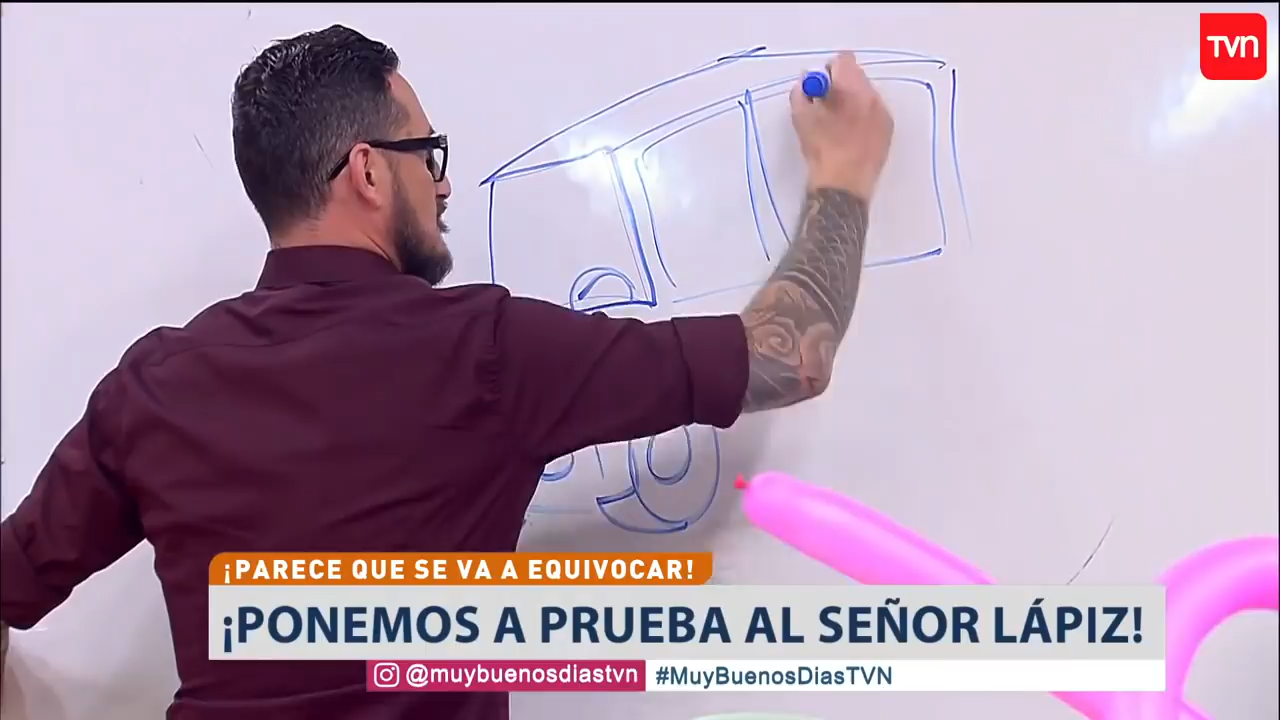 TVN
¡PARECE QUE SE VA A EQUIVOCAR!
¡PONEMOS A PRUEBA AL SEÑOR LÁPIZ!
@muybuenosdiastvn #MuyBuenosDiasTVN